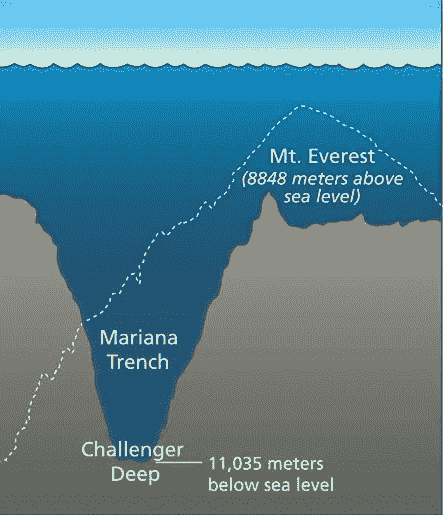 Mt. Everest
(8848 meters above
sea level)
Mariana
Trench
Challenger
Deep
11,035 meters
below sea level